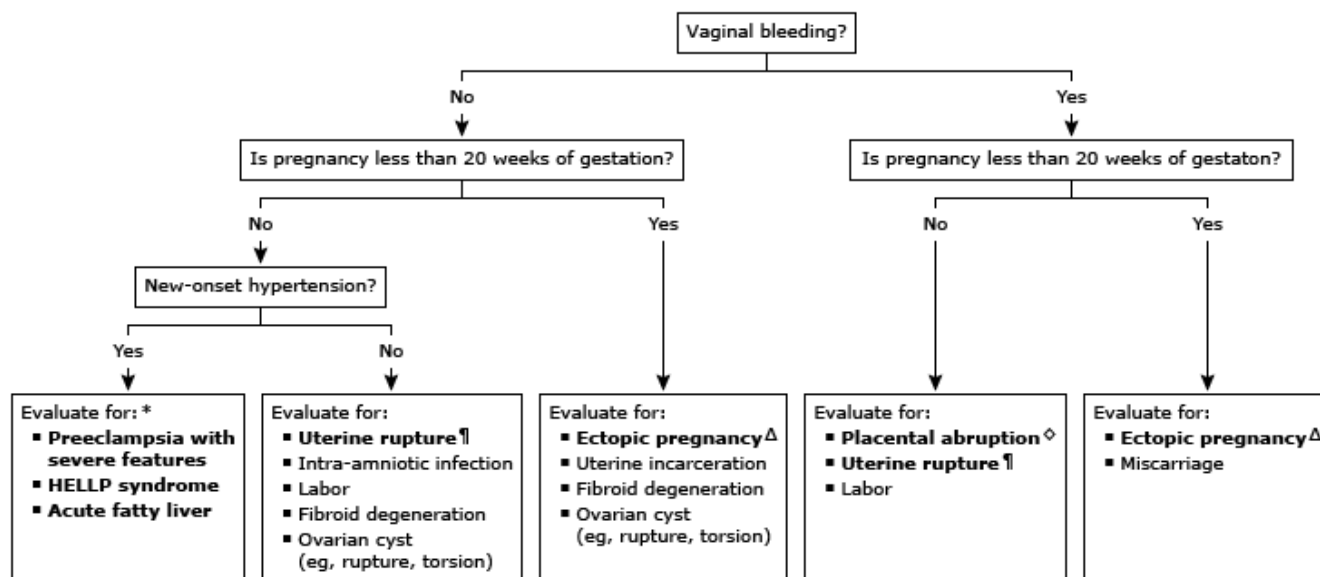 Vaginal bleeding?
No
Yes
Is pregnancy less than 20 weeks of gestation?
Is pregnancy less than 20 weeks of gestaton?
No
Yes
No
Yes
New-onset hypertension?
Yes
No
Evaluate for: *
▪ Preeclampsia with
severe features
▪ HELLP syndrome
▪ Acute fatty liver
Evaluate for:
▪ Uterine rupture¶
▪ Intra-amniotic infection
▪ Labor
▪ Fibroid degeneration
▪ Ovarian cyst
(eg, rupture, torsion)
Evaluate for:
▪ Ectopic pregnancyΔ
▪ Uterine incarceration
▪ Fibroid degeneration
▪ Ovarian cyst
(eg, rupture, torsion)
Evaluate for:
▪ Placental abruption◇
▪ Uterine rupture¶
▪ Labor
Evaluate for:
▪ Ectopic pregnancyΔ
▪ Miscarriage